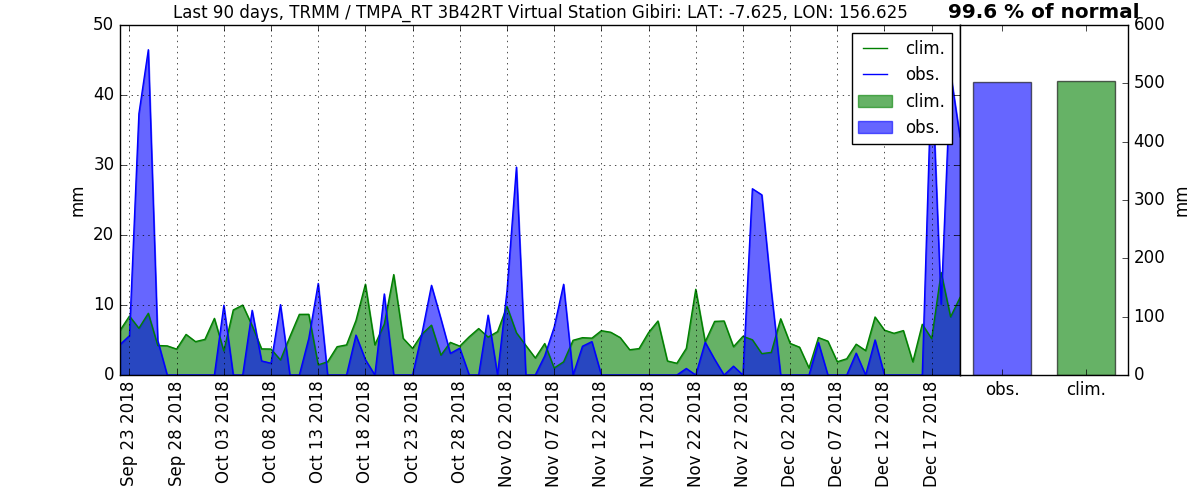 Last 90 days, TRMM / TMPA_RT 3B42RT Virtual Station Gibiri: LAT: -7.625, LON: 156.625
99.6 % of normal
clim.
obs.
clim.
obs.
50
40
30
20
10
0
mm
600
500
400
300
200
100
0
mm
Sep 23 2018
Sep 28 2018
Oct 03 2018
Oct 08 2018
Oct 13 2018
Oct 18 2018
Oct 23 2018
Oct 28 2018
Nov 02 2018
Nov 07 2018
Nov 12 2018
Nov 17 2018
Nov 22 2018
Nov 27 2018
Dec 02 2018
Dec 07 2018
Dec 12 2018
Dec 17 2018
obs.
clim.